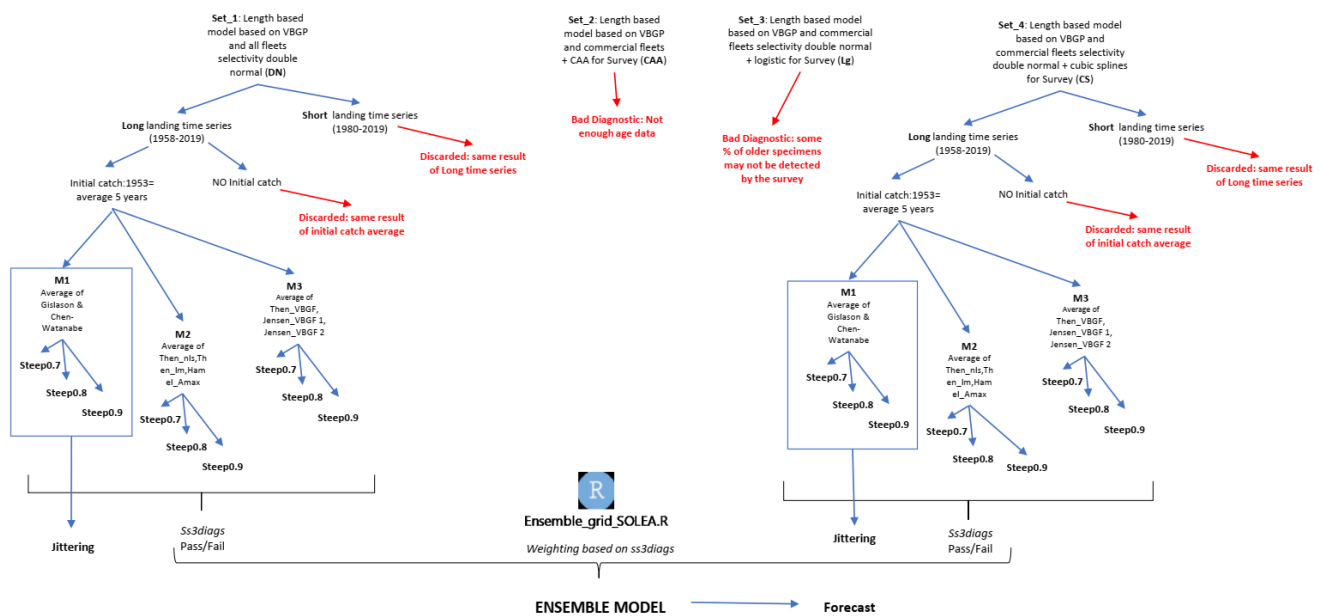 Set_1: Length based
model based on VBGP
and all fleets
selectivity double
normal (DN)
Long landing time series
(1958-2019)
Short landing time series
(1980-2019)
Discarded: same result
of Long time series
Initial catch:1953=
average 5 years
NO Initial catch
Discarded: same result
of initial catch average
M1
Average of
Gislason &
Chen-
Watanabe
Steep0.7
Steep0.8
Steep0.9
M2
Average of
Then_nls,Th
en_lm,Ham
el_Amax
Steep0.7
Steep0.8
Steep0.9
M3
Average of
Then_VBGF,
Jensen_VBGF 1,
Jensen_VBGF 2
Steep0.7
Steep0.8
Steep0.9
Jittering
Ss3diags
Pass/Fail
Set_2: Length based
model based on VBGP
and commercial fleets
+ CAA for Survey (CAA)
Bad Diagnostic: Not
enough age data
Set_3: Length based model
based on VBGP and commercial
fleets selectivity double normal
+ logistic for Survey (Lg)
Bad Diagnostic: some
% of older specimens
may not be detected
by the survey
Set_4: Length based model
based on VBGP and
commercial fleets selectivity
double normal + cubic splines
for Survey (CS)
Long landing time series
(1958-2019)
Short landing time series
(1980-2019)
Discarded: same result
of Long time series
Initial catch:1953=
average 5 years
NO Initial catch
Discarded: same result
of initial catch average
M1
Average of
Gislason &
Chen-
Watanabe
Steep0.7
Steep0.8
Steep0.9
M2
Average of
Then_nls,Th
en_lm,Ham
el_Amax
Steep0.7
Steep0.8
Steep0.9
M3
Average of
Then_VBGF,
Jensen_VBGF 1,
Jensen_VBGF 2
Steep0.7
Steep0.8
Steep0.9
Jittering
Ss3diags
Pass/Fail
R
Ensemble_grid_SOLEA.R
Weighting based on ss3diags
ENSEMBLE MODEL
Forecast